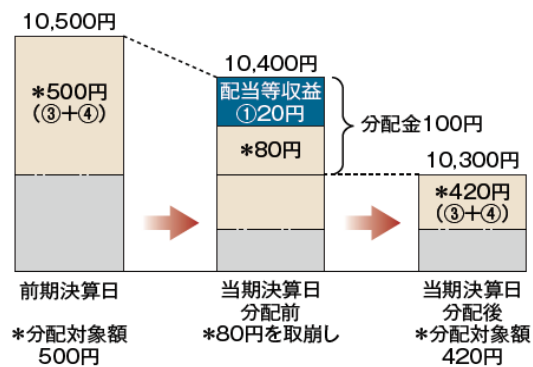 10,500円
*500円
(③+④)
10,400円
配当等収益
①20円
*80円
分配金100円
10,300円
*420円
(③+④)
前期決算日
*分配対象額
500円
当期決算日
分配前
*80円を取崩し
当期決算日
分配後
*分配対象額
420円